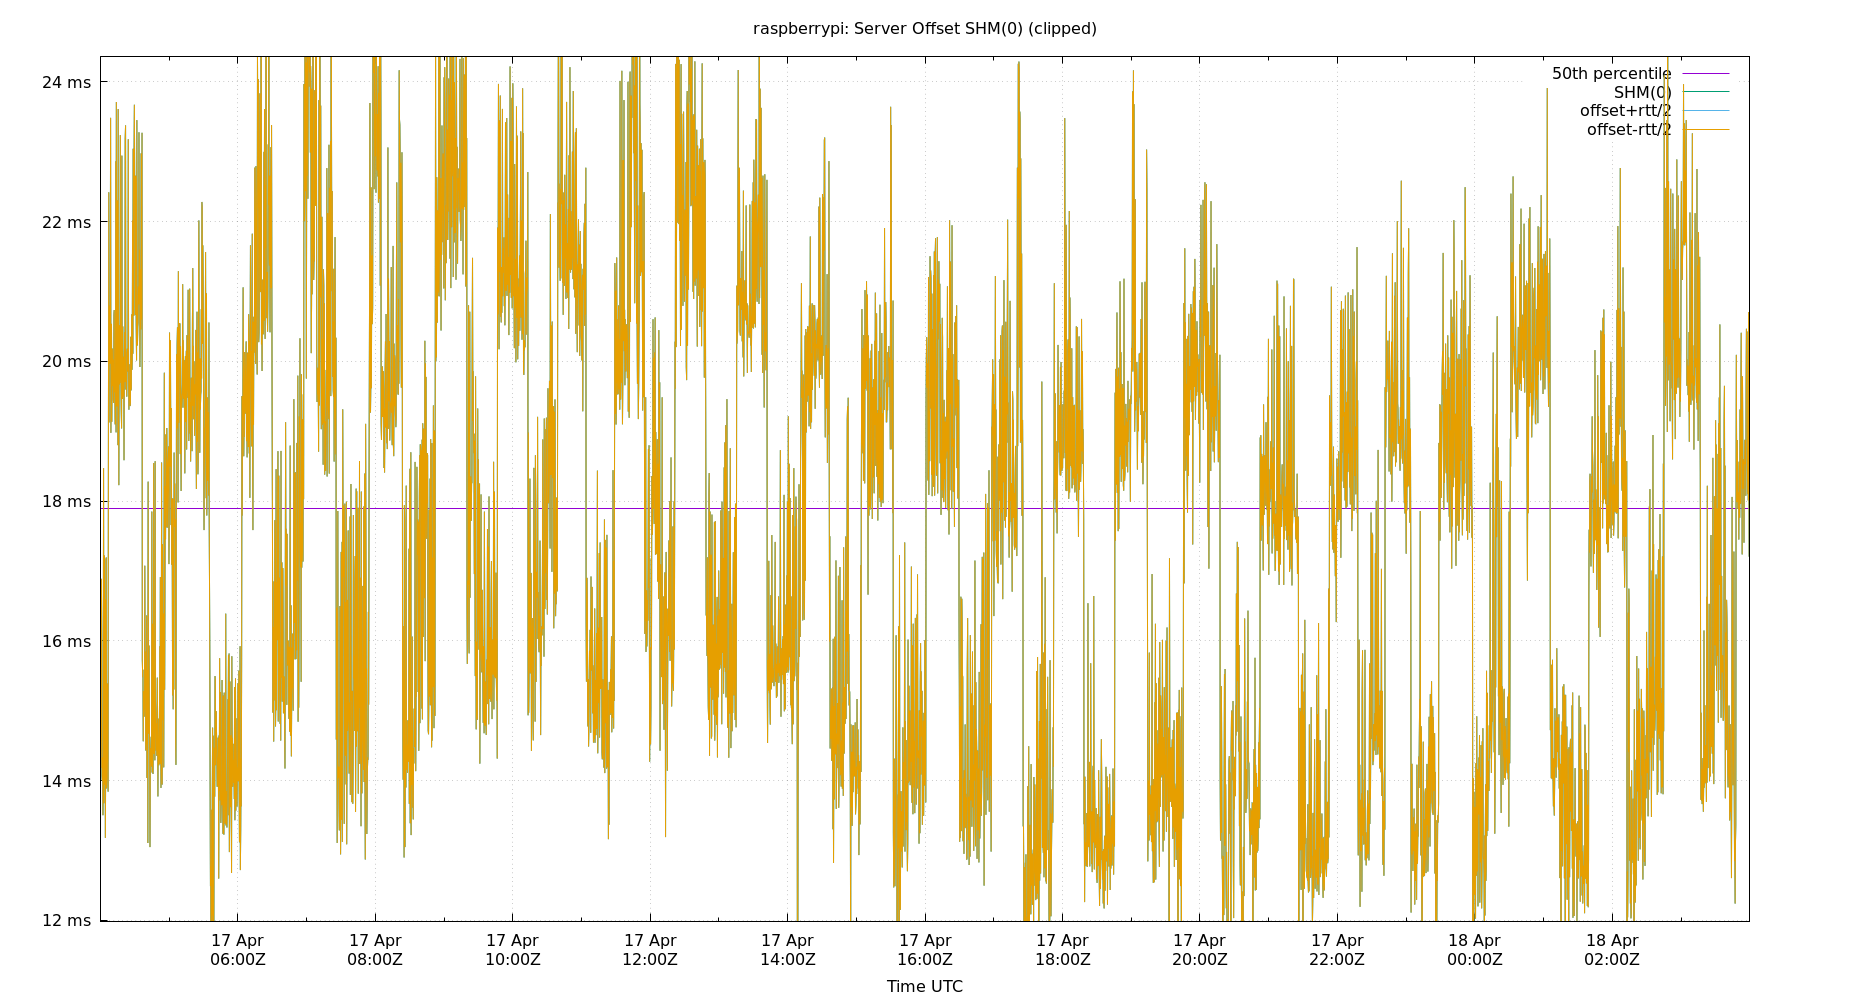 raspberrypi: Server Offset SHM(0) (clipped)
50th percentile
SHM(0)
offset+rtt/2
offset-rtt/2
24 ms
22 ms
20 ms
18 ms
16 ms
14 ms
12 ms
17 Apr 17 Apr 17 Apr 17 Apr 17 Apr 17 Apr 17 Apr 17 Apr 17 Apr 18 Apr 18 Apr
06:00Z 08:00Z 10:00Z 12:00Z 14:00Z 16:00Z 18:00Z 20:00Z 22:00Z 00:00Z 02:00Z
Time UTC